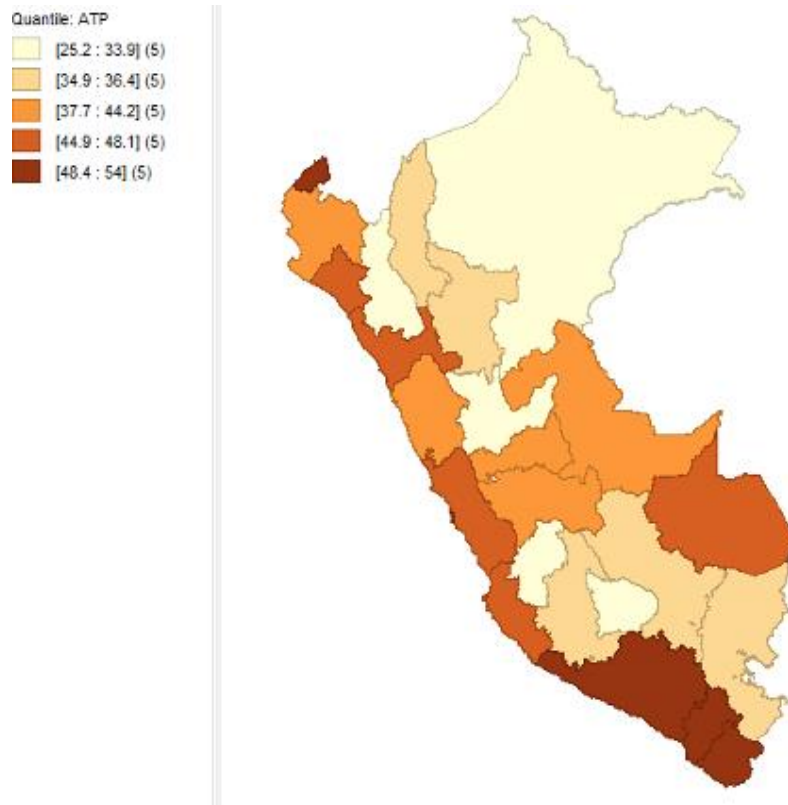 Quantile: ATP
[25.2 : 33.9] (5)
[34.9 : 36.4] (5)
[37.7 : 44.2] (5)
[44.9 : 48.1] (5)
[48.4 : 54] (5)